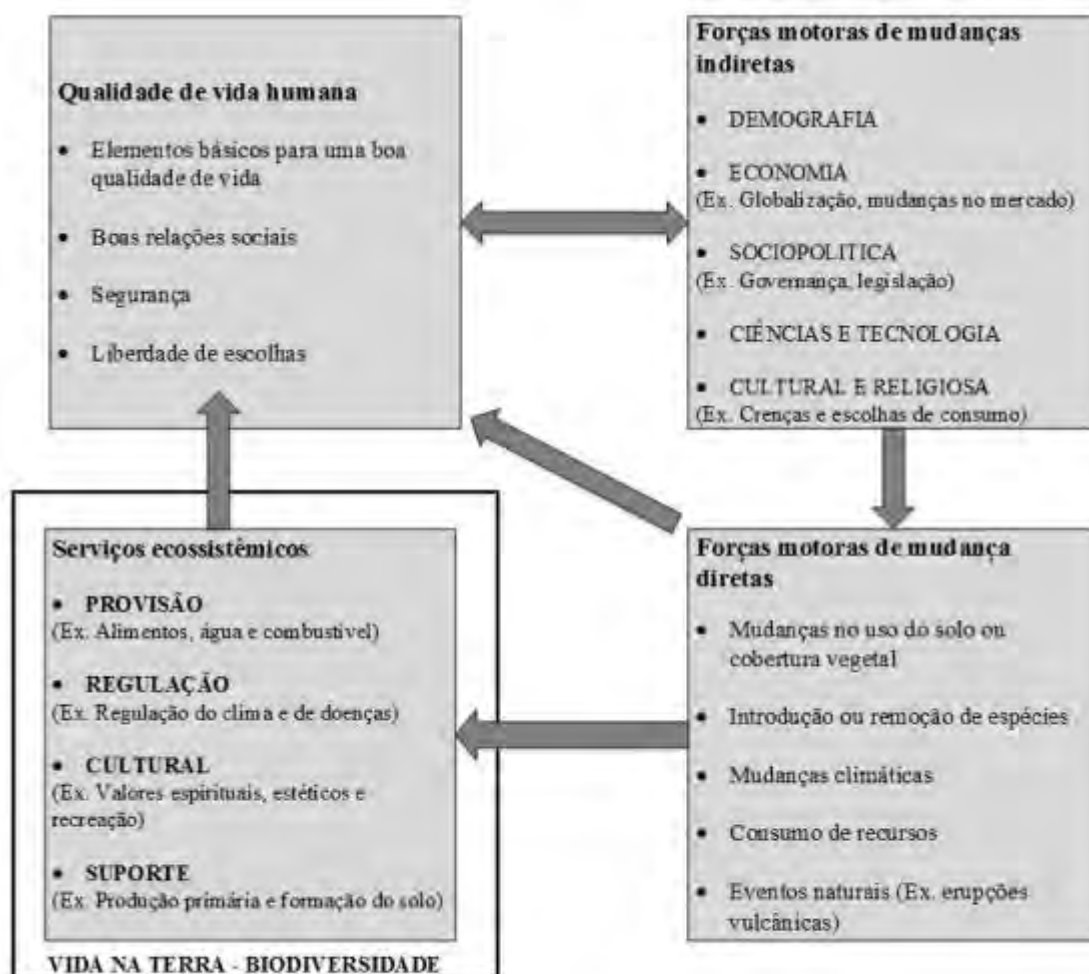 Qualidade de vida humana
• Elementos básicos para uma boa
qualidade de vida
• Boas relações sociais
• Segurança
• Liberdade de escolhas
Forças motoras de mudanças
indiretas
• DEMOGRAFIA
• ECONOMIA
(Ex. Globalização, mudanças no mercado)
• SOCIOPOLITICA
(Ex. Governança, legislação)
• CIÊNCIAS E TECNOLOGIA
• CULTURAL E RELIGIOSA
(Ex. Crenças e escolhas de consumo)
Serviços ecossistêmicos
• PROVISÃO
(Ex. Alimentos, água e combustível)
• REGULAÇÃO
(Ex. Regulação do clima e de doenças)
• CULTURAL
(Ex. Valores espirituais, estéticos e
recreação)
• SUPORTE
(Ex. Produção primária e formação do solo)
VIDA NA TERRA - BIODIVERSIDADE
Forças motoras de mudança
diretas
• Mudanças no uso do solo ou
cobertura vegetal
• Introdução ou remoção de espécies
• Mudanças climáticas
• Consumo de recursos
• Eventos naturais (Ex. erupções
vulcânicas)